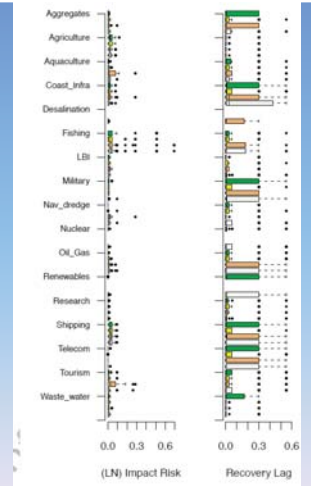 Aggregates
Agriculture
Aquaculture
Coast_Infra
Desalination
Fishing
LBI
Military
Nav_dredge
Nuclear
Oil_Gas
Renewables
Research
Shipping
Telecom
Tourism
Waste_water
0.0 0.3 0.6 0.0 0.3 0.6
(LN) Impact Risk Recovery Lag